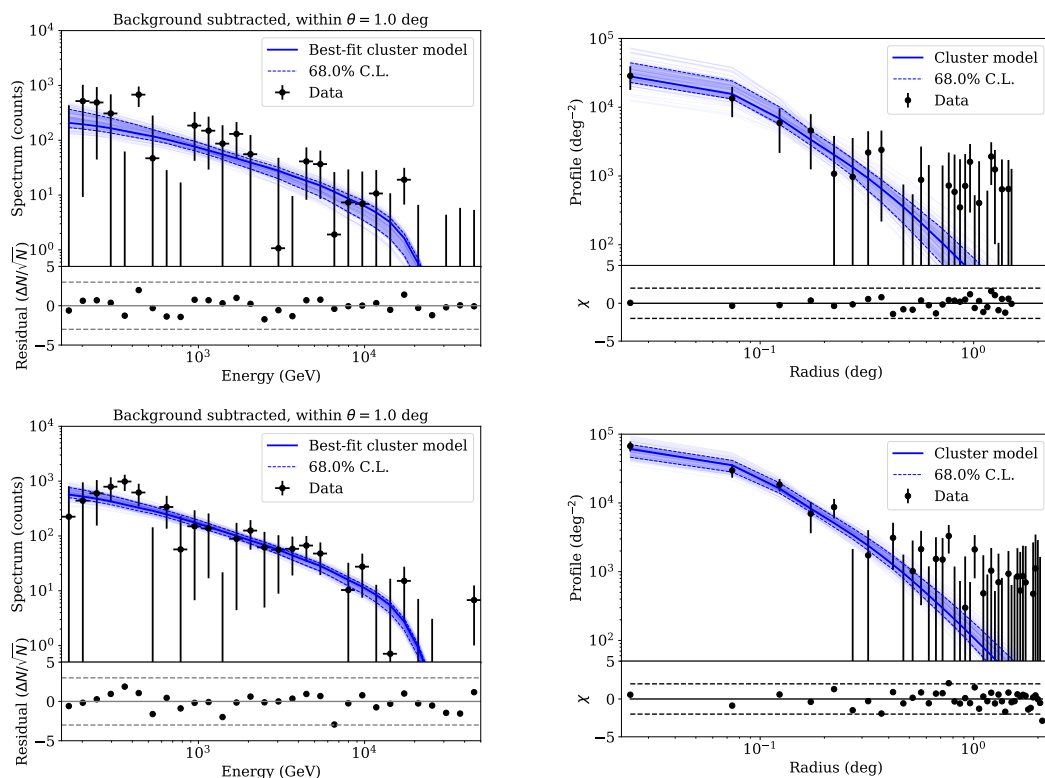 Background subtracted, within θ = 1.0 deg
10⁴
10³
10²
10¹
10⁰
Spectrum (counts)
Best-fit cluster model
68.0% C.L.
Data
5
0
−5
Residual (ΔN/√N)
10³
10⁴
Energy (GeV)
10⁵
10⁴
10³
10²
Profile (deg⁻²)
Cluster model
68.0% C.L.
Data
5
0
−5
χ
10⁻¹
10⁰
Radius (deg)
Background subtracted, within θ = 1.0 deg
10⁴
10³
10²
10¹
10⁰
Spectrum (counts)
Best-fit cluster model
68.0% C.L.
Data
5
0
−5
Residual (ΔN/√N)
10³
10⁴
Energy (GeV)
10⁵
10⁴
10³
10²
Profile (deg⁻²)
Cluster model
68.0% C.L.
Data
5
0
−5
χ
10⁻¹
10⁰
Radius (deg)